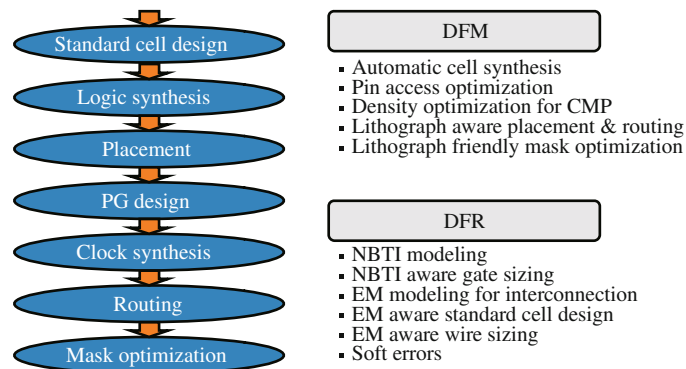 Standard cell design
Logic synthesis
Placement
PG design
Clock synthesis
Routing
Mask optimization
DFM
▪ Automatic cell synthesis
▪ Pin access optimization
▪ Density optimization for CMP
▪ Lithograph aware placement & routing
▪ Lithograph friendly mask optimization
DFR
▪ NBTI modeling
▪ NBTI aware gate sizing
▪ EM modeling for interconnection
▪ EM aware standard cell design
▪ EM aware wire sizing
▪ Soft errors